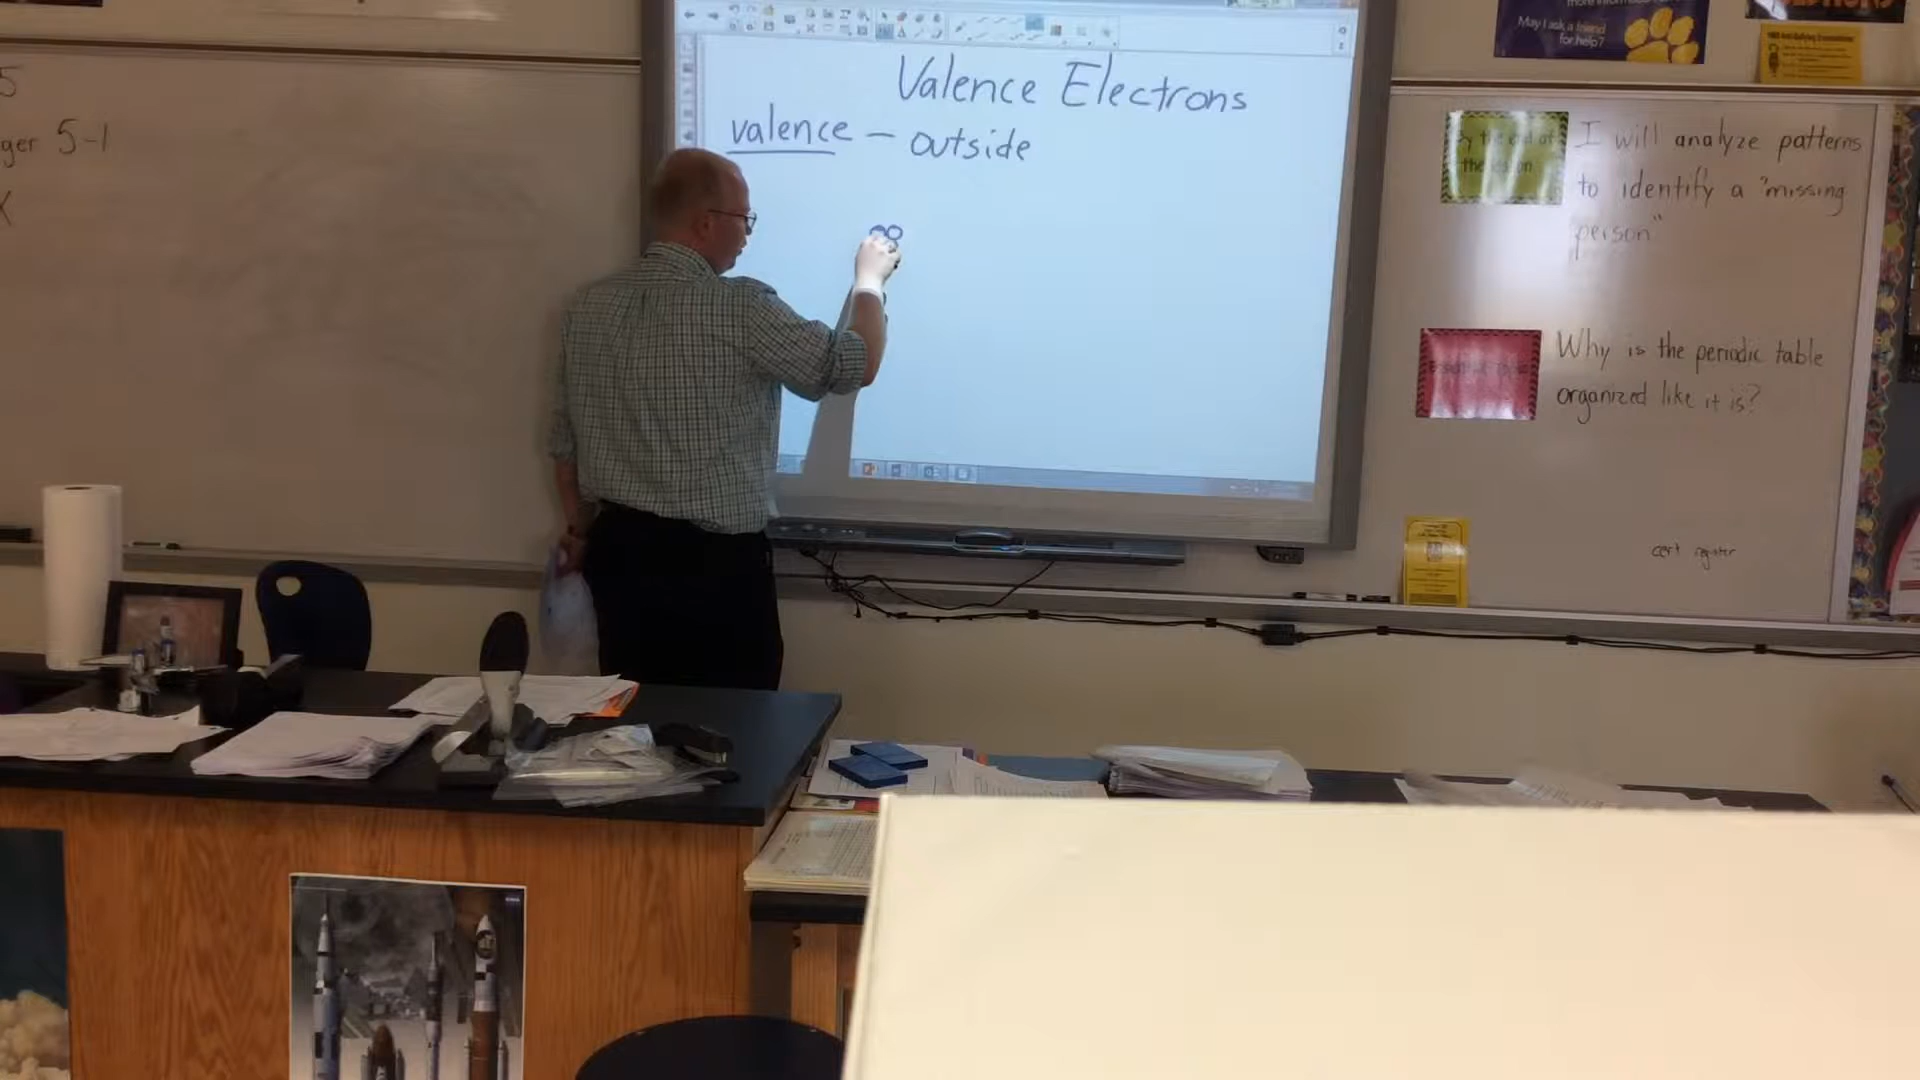 5
ger 5-1
X
Valence Electrons
valence – outside
May I ask a friend
for help?
I will analyze patterns
to identify a "missing
person"
Why is the periodic table
organized like it is?
cert register